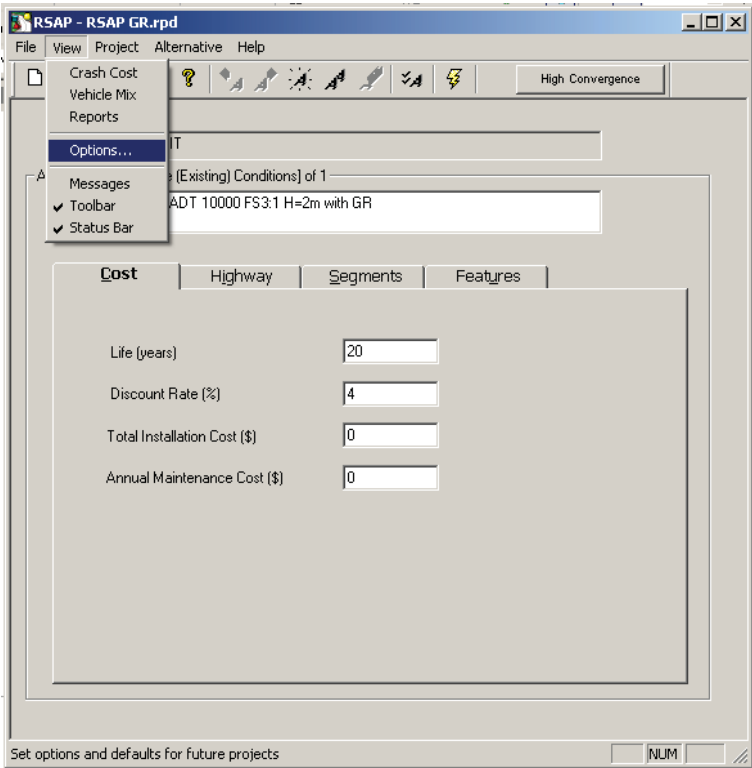 RSAP - RSAP GR.rpd
File View Project Alternative Help
High Convergence
Crash Cost
Vehicle Mix
Reports
Options...
Messages
Toolbar
Status Bar
IT
(Existing) Conditions] of 1
ADT 10000 FS3:1 H=2m with GR
Cost Highway Segments Features
Life (years) 20
Discount Rate (%) 4
Total Installation Cost ($) 0
Annual Maintenance Cost ($) 0
Set options and defaults for future projects NUM